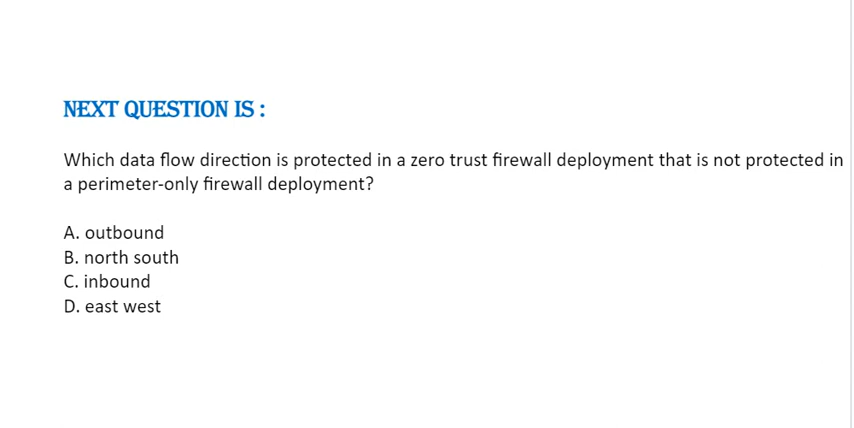 NEXT QUESTION IS :
Which data flow direction is protected in a zero trust firewall deployment that is not protected in
a perimeter-only firewall deployment?
A. outbound
B. north south
C. inbound
D. east west